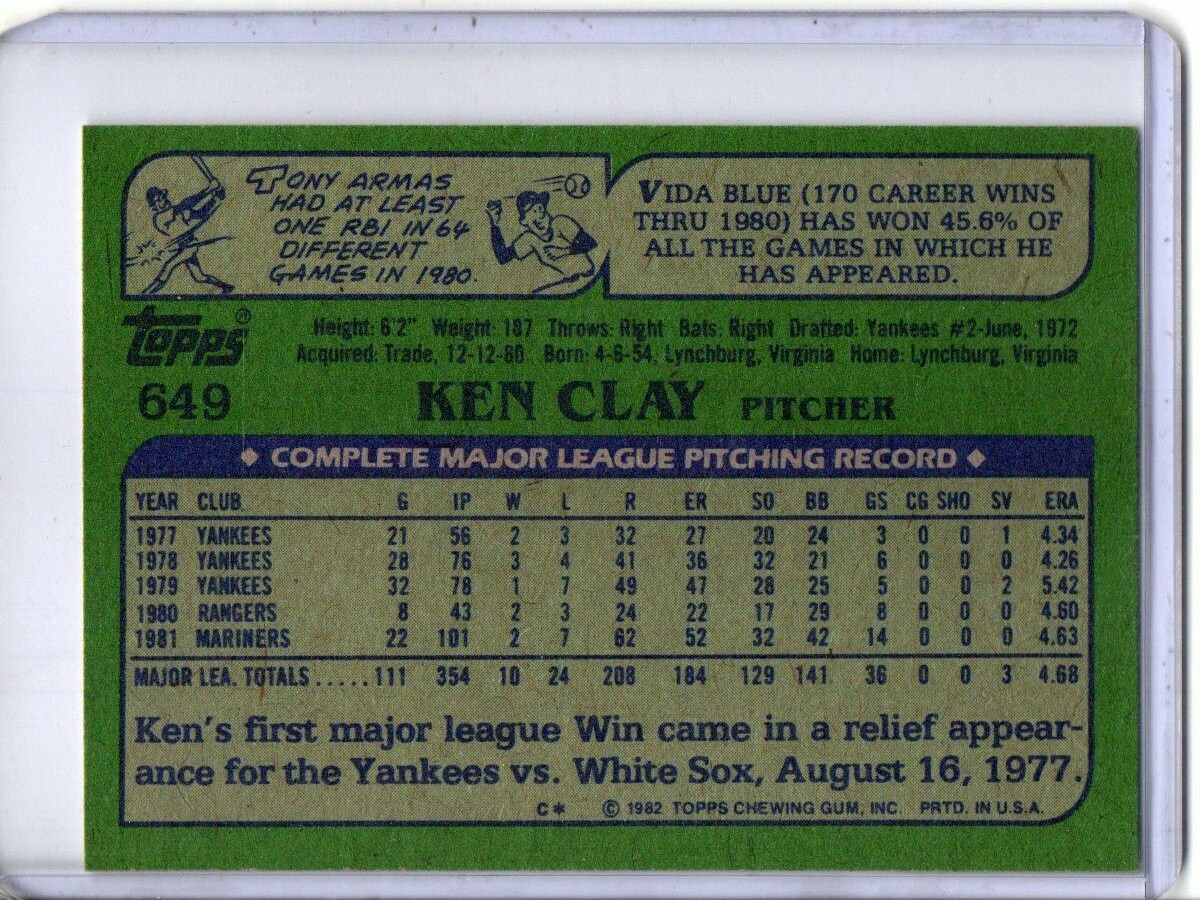 TONY ARMAS
HAD AT LEAST
ONE RBI IN 64
DIFFERENT
GAMES IN 1980.
VIDA BLUE (170 CAREER WINS
THRU 1980) HAS WON 45.6% OF
ALL THE GAMES IN WHICH HE
HAS APPEARED.
TOPPS®
Height: 6'2" Weight: 187 Throws: Right Bats: Right Drafted: Yankees #2-June, 1972
Acquired: Trade, 12-12-80 Born: 4-6-54, Lynchburg, Virginia Home: Lynchburg, Virginia
649 KEN CLAY PITCHER
◆ COMPLETE MAJOR LEAGUE PITCHING RECORD ◆
YEAR CLUB G IP W L R ER SO BB GS CG SHO SV ERA
1977 YANKEES 21 56 2 3 32 27 20 24 3 0 0 1 4.34
1978 YANKEES 28 76 3 4 41 36 32 21 6 0 0 0 4.26
1979 YANKEES 32 78 1 7 49 47 28 25 5 0 0 2 5.42
1980 RANGERS 8 43 2 3 24 22 17 29 8 0 0 0 4.60
1981 MARINERS 22 101 2 7 62 52 32 42 14 0 0 0 4.63
MAJOR LEA. TOTALS.....111 354 10 24 208 184 129 141 36 0 0 3 4.68
Ken's first major league Win came in a relief appear-
ance for the Yankees vs. White Sox, August 16, 1977.
C* © 1982 TOPPS CHEWING GUM, INC. PRTD. IN U.S.A.